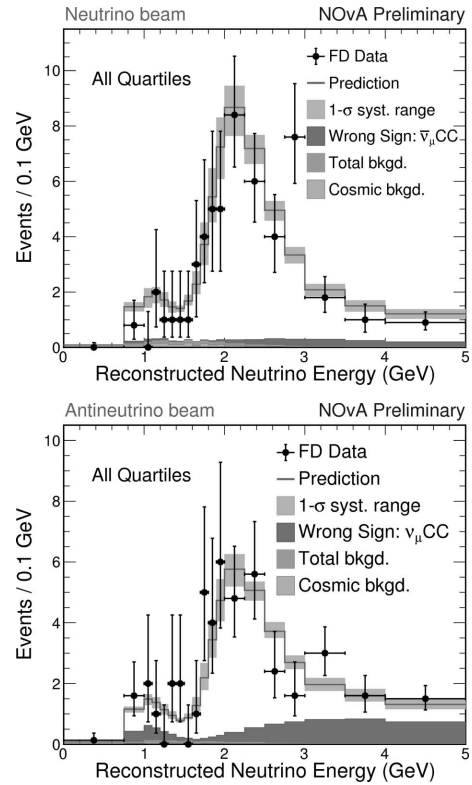 Neutrino beam NOvA Preliminary
10
8
6
4
2
0
Events / 0.1 GeV
All Quartiles
FD Data
Prediction
1-σ syst. range
Wrong Sign: ν̅μCC
Total bkgd.
Cosmic bkgd.
0 1 2 3 4 5
Reconstructed Neutrino Energy (GeV)
Antineutrino beam NOvA Preliminary
10
8
6
4
2
0
Events / 0.1 GeV
All Quartiles
FD Data
Prediction
1-σ syst. range
Wrong Sign: νμCC
Total bkgd.
Cosmic bkgd.
0 1 2 3 4 5
Reconstructed Neutrino Energy (GeV)